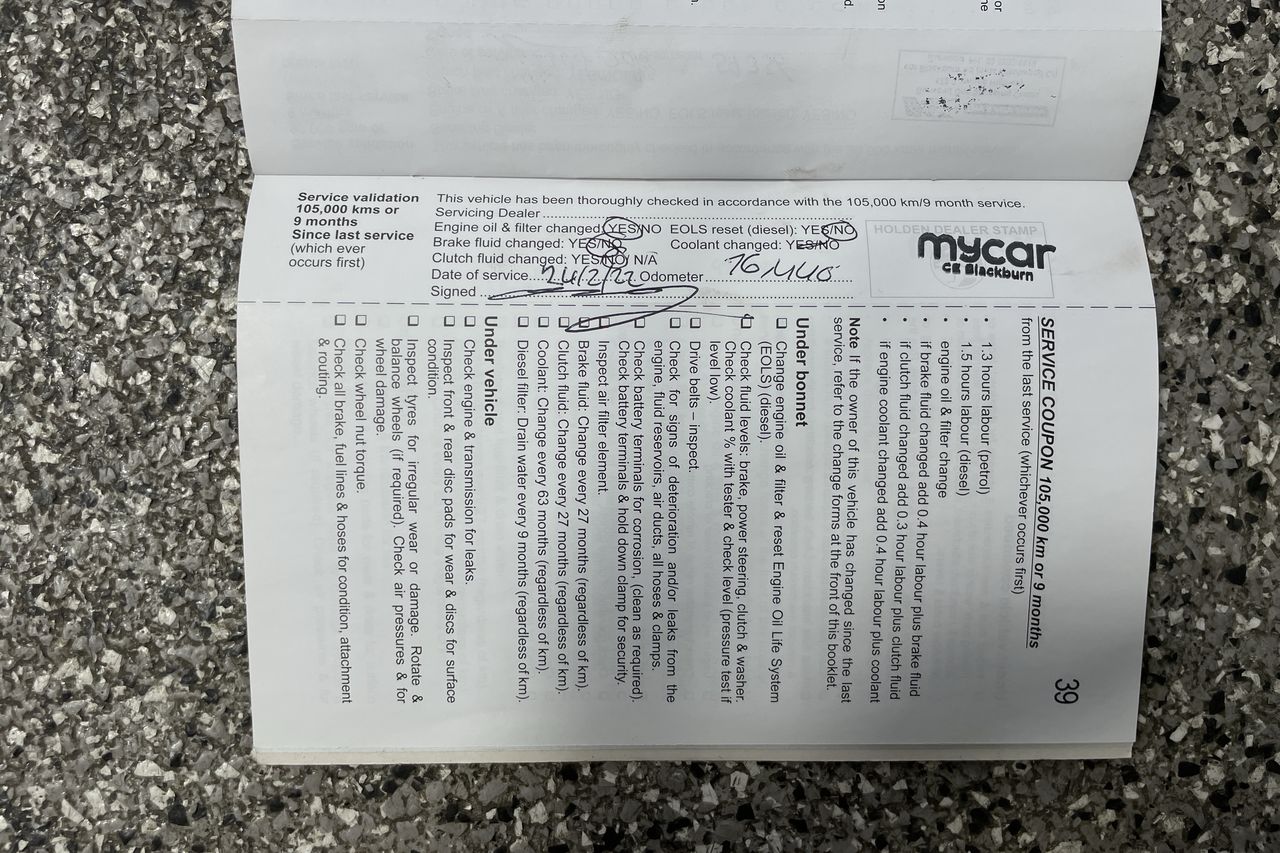 Service validation
105,000 kms or
9 months
Since last service
(which ever
occurs first)
This vehicle has been thoroughly checked in accordance with the 105,000 km/9 month service.
Servicing Dealer
Engine oil & filter changed: YES/NO EOLS reset (diesel): YES/NO
Brake fluid changed: YES/NO Coolant changed: YES/NO
Clutch fluid changed: YES/NO/ N/A
Date of service 24/2/22 Odometer
Signed
HOLDEN DEALER STAMP
mycar
CE Blackburn
39
SERVICE COUPON 105,000 km or 9 months
from the last service (whichever occurs first)
• 1.3 hours labour (petrol)
• 1.5 hours labour (diesel)
• engine oil & filter change
• if brake fluid changed add 0.4 hour labour plus brake fluid
• if clutch fluid changed add 0.3 hour labour plus clutch fluid
• if engine coolant changed add 0.4 hour labour plus coolant
Note If the owner of this vehicle has changed since the last
service, refer to the change forms at the front of this booklet.
Under bonnet
❑ Change engine oil & filter & reset Engine Oil Life System
(EOLS) (diesel).
❑ Check fluid levels: brake, power steering, clutch & washer.
Check coolant % with tester & check level (pressure test if
level low).
❑ Drive belts – inspect.
❑ Check for signs of deterioration and/or leaks from the
engine, fluid reservoirs, air ducts, all hoses & clamps.
❑ Check battery terminals for corrosion, (clean as required).
Check battery terminals & hold down clamp for security.
❑ Inspect air filter element.
❑ Brake fluid: Change every 27 months (regardless of km).
❑ Clutch fluid: Change every 27 months (regardless of km).
❑ Coolant: Change every 63 months (regardless of km).
❑ Diesel filter: Drain water every 9 months (regardless of km).
Under vehicle
❑ Check engine & transmission for leaks.
❑ Inspect front & rear disc pads for wear & discs for surface
condition.
❑ Inspect tyres for irregular wear or damage. Rotate &
balance wheels (if required). Check air pressures & for
wheel damage.
❑ Check wheel nut torque.
❑ Check all brake, fuel lines & hoses for condition, attachment
& routing.